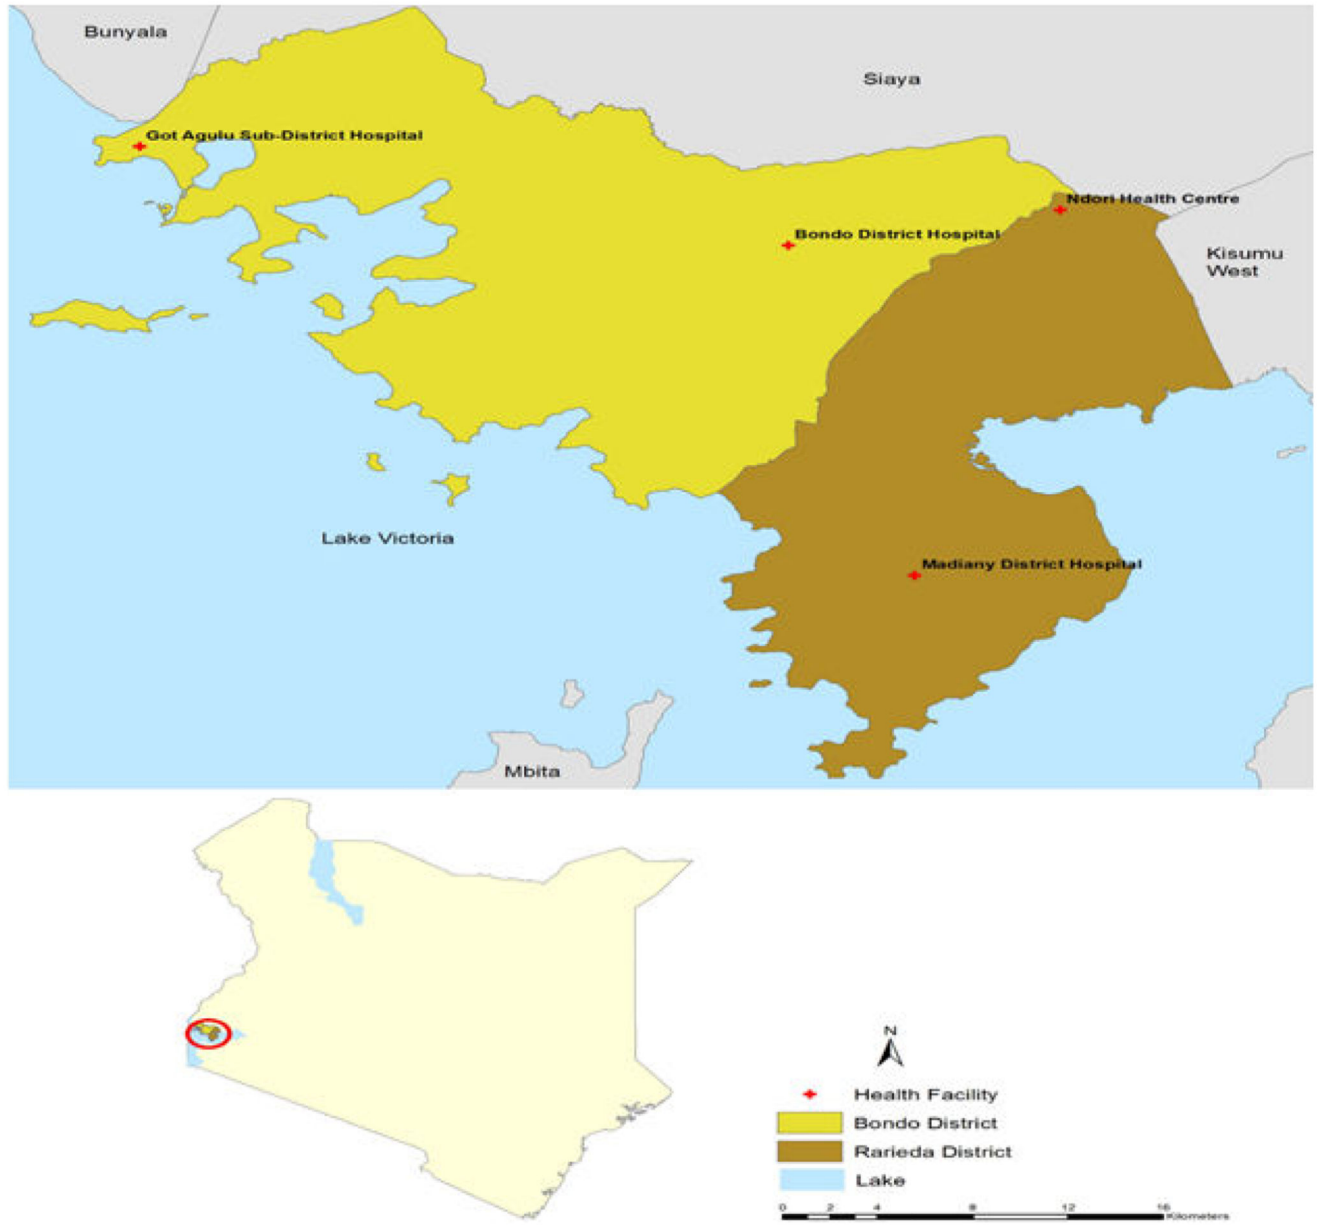 Bunyala
Siaya
Got Agulu Sub-District Hospital
Ndori Health Centre
Bondo District Hospital
Kisumu
West
Lake Victoria
Madiany District Hospital
Mbita
N
Health Facility
Bondo District
Rarieda District
Lake
0 2 4 8 12 16
Kilometers